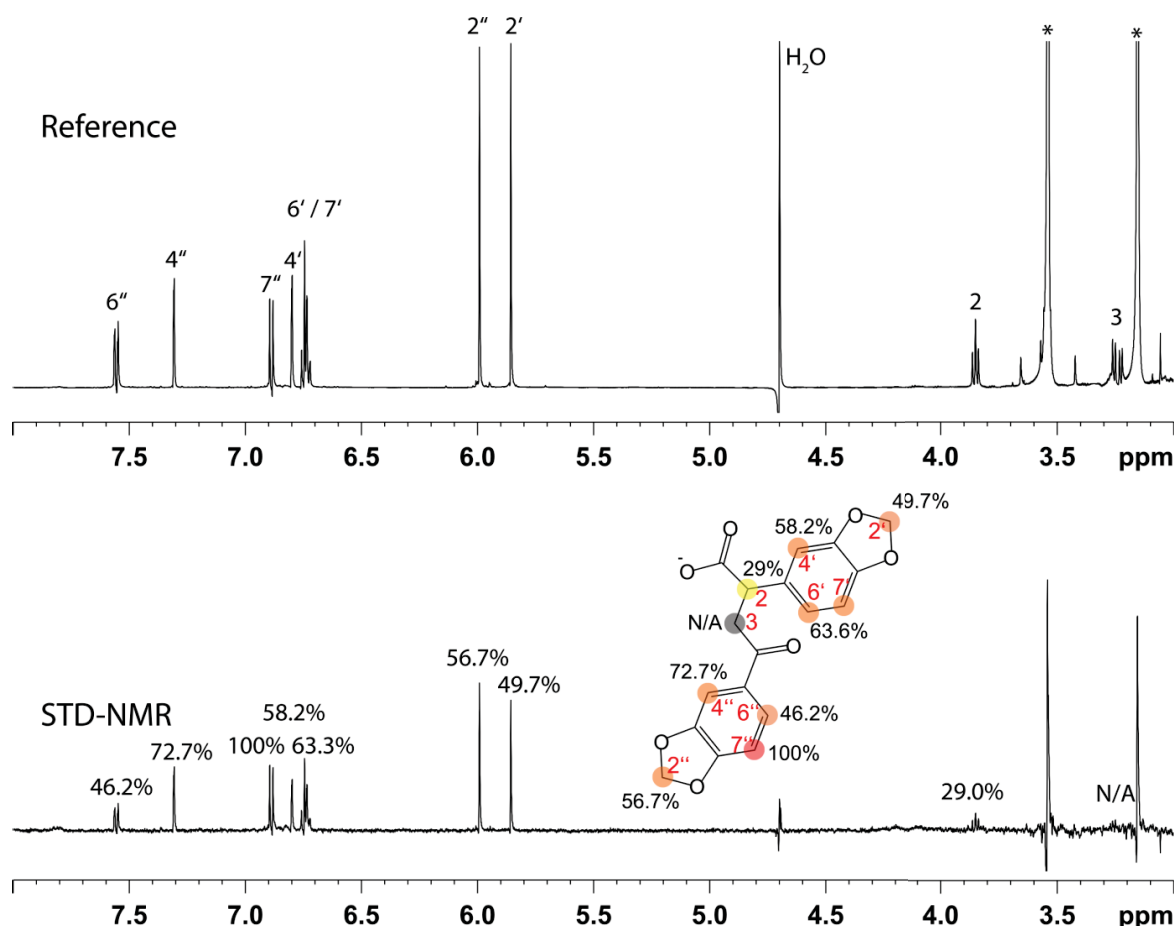 2“ 2‘
* *
H₂O
Reference
6‘ / 7‘
4“
7“ 4‘
6“
2
3
7.5 7.0 6.5 6.0 5.5 5.0 4.5 4.0 3.5 ppm
49.7%
O
58.2%
2‘
O
4‘
O
-O
29%
6‘ 7‘
2
N/A 3
63.6%
O
72.7%
4“
6“ 46.2%
O
7“ 100%
2“ O
56.7%
56.7%
49.7%
STD-NMR
58.2%
72.7% 100% 63.3%
46.2%
29.0% N/A
7.5 7.0 6.5 6.0 5.5 5.0 4.5 4.0 3.5 ppm